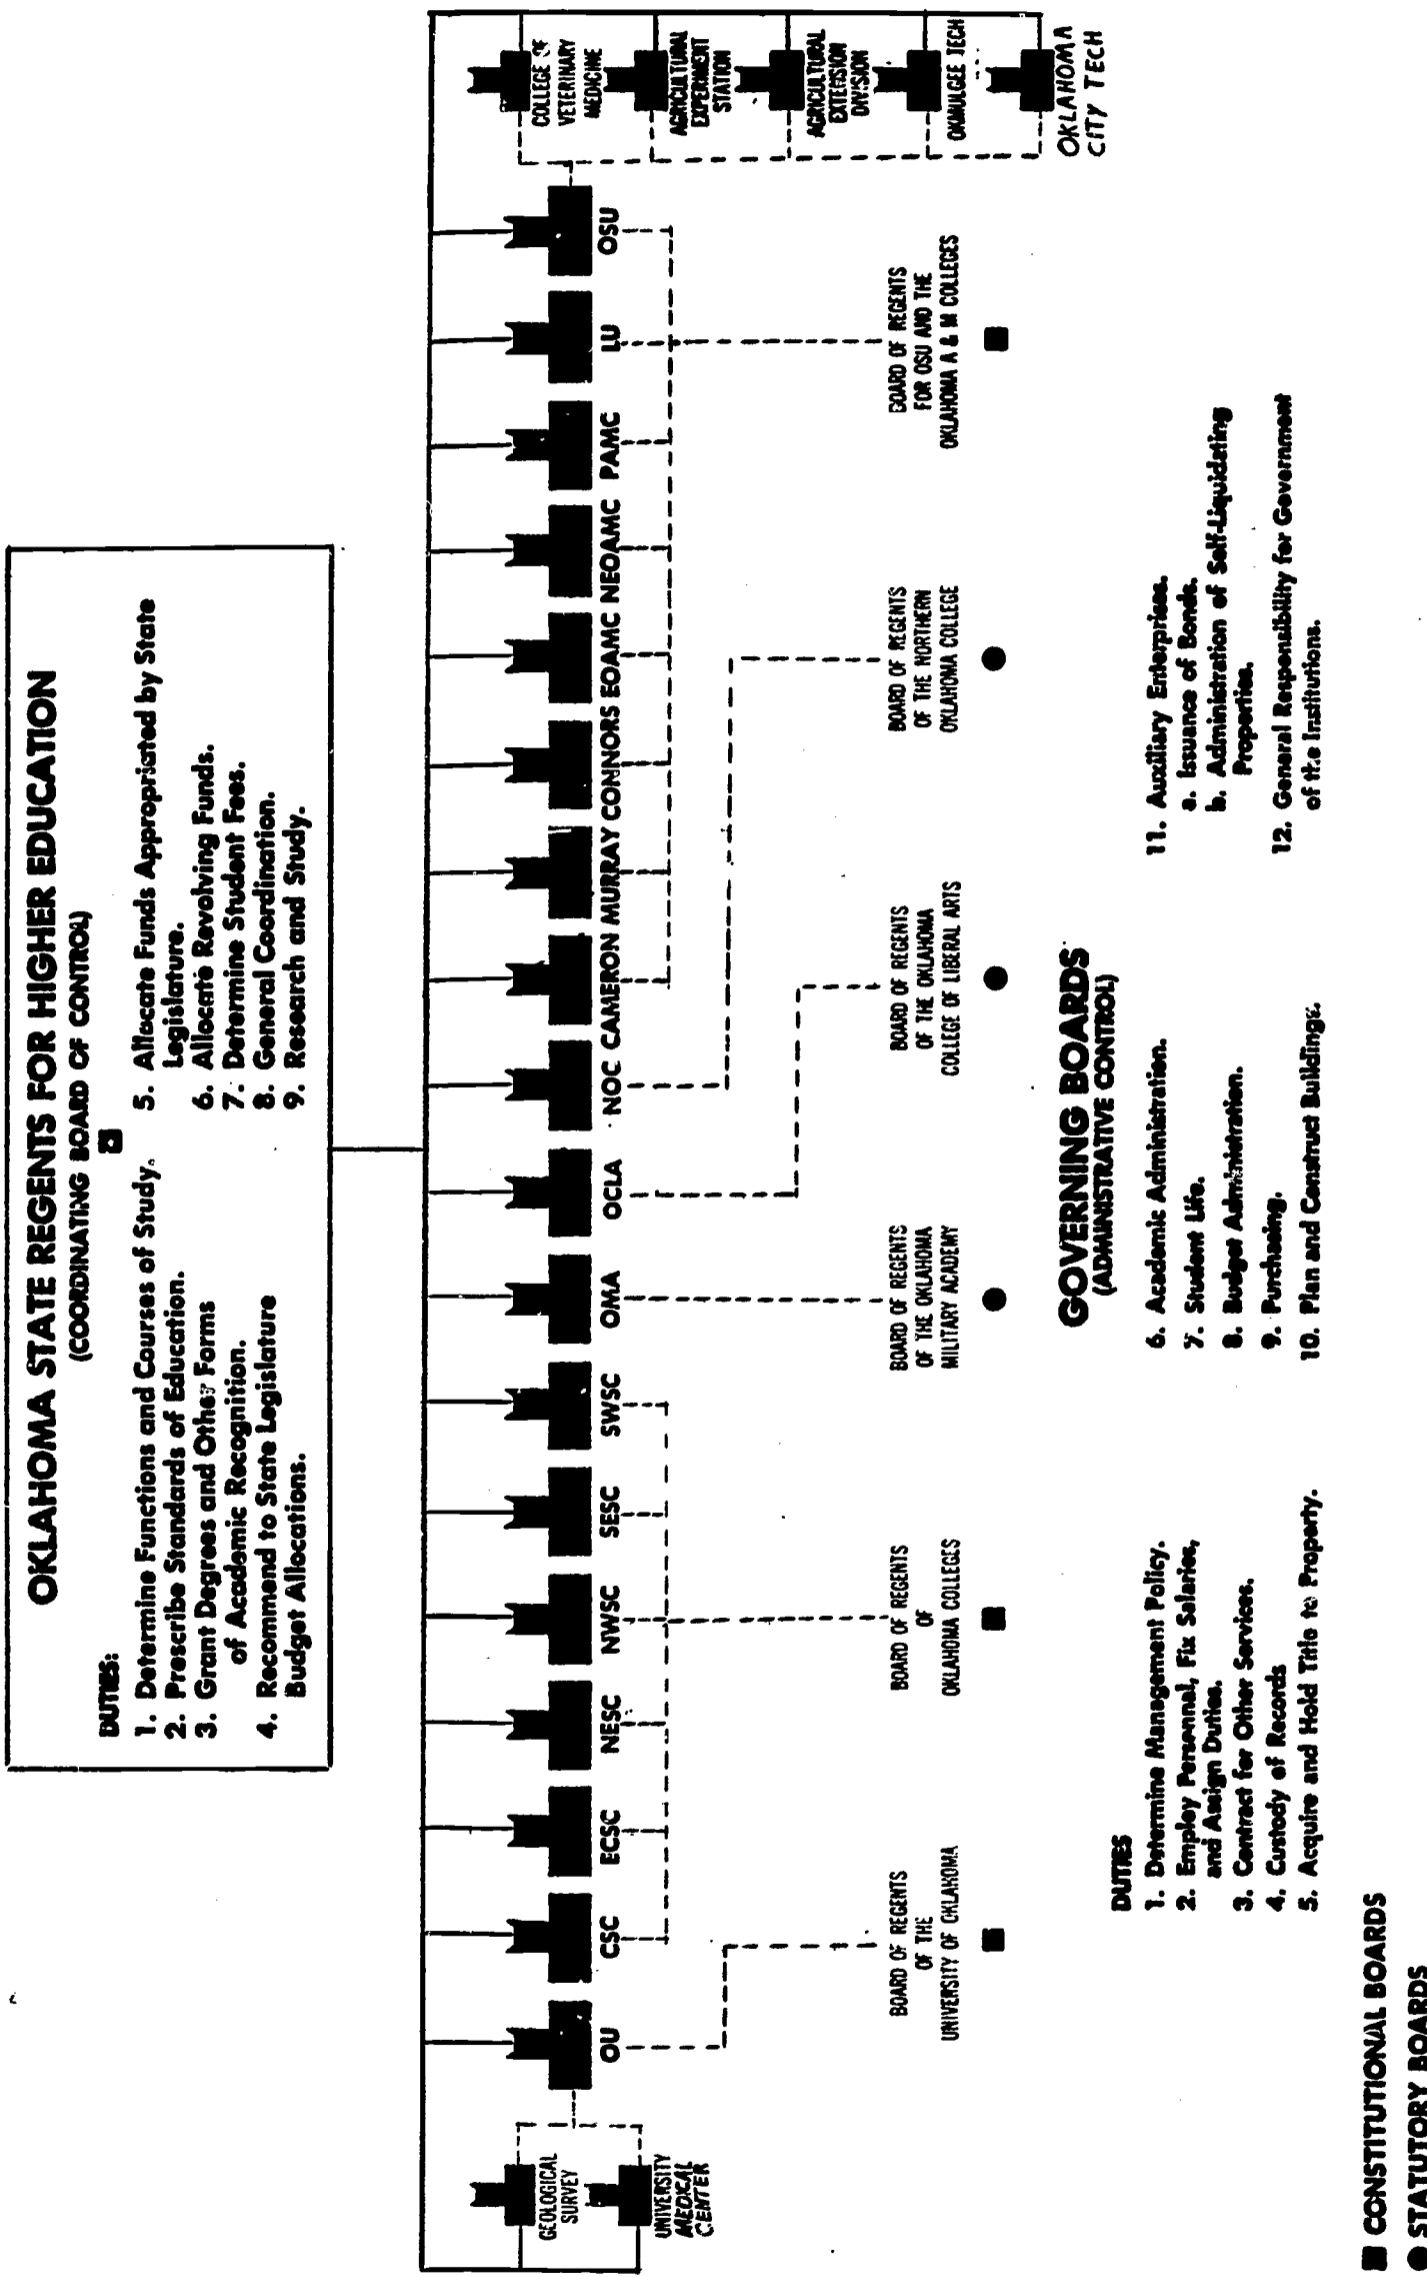 OKLAHOMA STATE REGENTS FOR HIGHER EDUCATION
(COORDINATING BOARD OF CONTROL)
DUTIES:
1. Determine Functions and Courses of Study.
2. Prescribe Standards of Education.
3. Grant Degrees and Other Forms
of Academic Recognition.
4. Recommend to State Legislature
Budget Allocations.
5. Allocate Funds Appropriated by State
Legislature.
6. Allocate Revolving Funds.
7. Determine Student Fees.
8. General Coordination.
9. Research and Study.
GEOLOGICAL
SURVEY
UNIVERSITY
MEDICAL
CENTER
OU
CSC
ECSC
NESC
NWSC
SESC
SWSC
OMA
OCLA
NOC
CAMERON
MURRAY
CONNORS
EOAMC
NEOAMC
PAMC
LU
OSU
COLLEGE OF
VETERINARY
MEDICINE
AGRICULTURAL
EXPERIMENT
STATION
AGRICULTURAL
EXTENSION
DIVISION
OKMULGEE TECH
OKLAHOMA
CITY TECH
BOARD OF REGENTS
OF THE
UNIVERSITY OF OKLAHOMA
BOARD OF REGENTS
OF
OKLAHOMA COLLEGES
BOARD OF REGENTS
OF THE OKLAHOMA
MILITARY ACADEMY
BOARD OF REGENTS
OF THE OKLAHOMA
COLLEGE OF LIBERAL ARTS
BOARD OF REGENTS
OF THE NORTHERN
OKLAHOMA COLLEGE
BOARD OF REGENTS
FOR OSU AND THE
OKLAHOMA A & M COLLEGES
GOVERNING BOARDS
(ADMINISTRATIVE CONTROL)
DUTIES
1. Determine Management Policy.
2. Employ Personnal, Fix Salaries,
and Assign Duties.
3. Contract for Other Services.
4. Custody of Records
5. Acquire and Hold Title to Property.
6. Academic Administration.
7. Student Life.
8. Budget Administration.
9. Purchasing.
10. Plan and Construct Buildings.
11. Auxiliary Enterprises.
a. Issuance of Bonds.
b. Administration of Self-Liquidating
Properties.
12. General Responsibility for Government
of the Institutions.
■ CONSTITUTIONAL BOARDS
● STATUTORY BOARDS